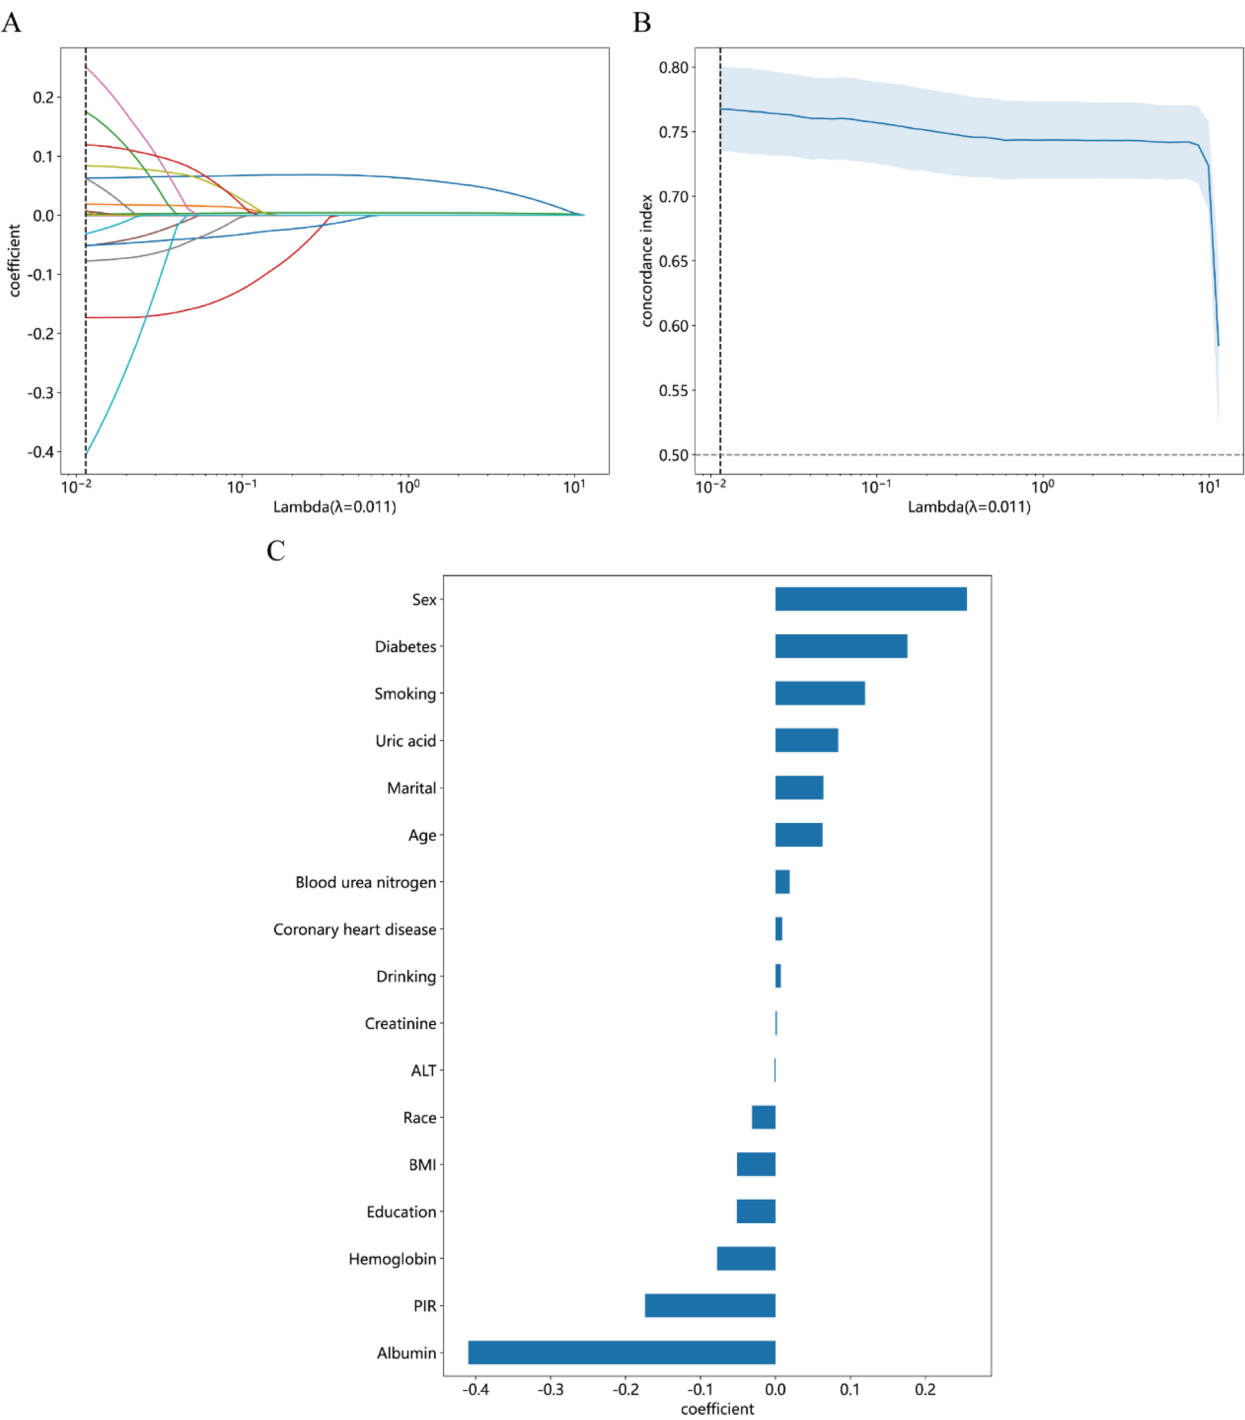 A
B
0.2
0.1
0.0
-0.1
-0.2
-0.3
-0.4
coefficient
10⁻²
10⁻¹
10⁰
10¹
Lambda(λ=0.011)
0.80
0.75
0.70
0.65
0.60
0.55
0.50
concordance index
10⁻²
10⁻¹
10⁰
10¹
Lambda(λ=0.011)
C
Sex
Diabetes
Smoking
Uric acid
Marital
Age
Blood urea nitrogen
Coronary heart disease
Drinking
Creatinine
ALT
Race
BMI
Education
Hemoglobin
PIR
Albumin
-0.4
-0.3
-0.2
-0.1
0.0
0.1
0.2
coefficient